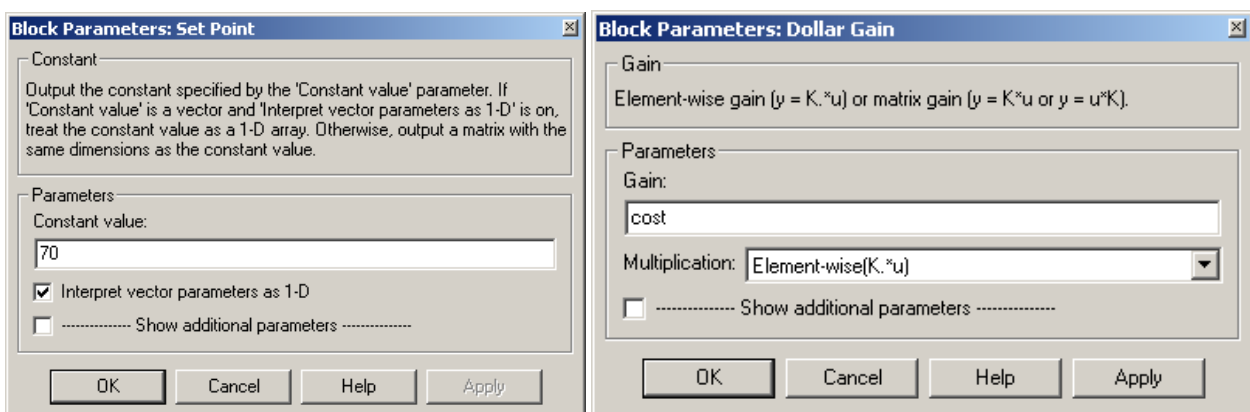 Block Parameters: Set Point
Constant
Output the constant specified by the 'Constant value' parameter. If
'Constant value' is a vector and 'Interpret vector parameters as 1-D' is on,
treat the constant value as a 1-D array. Otherwise, output a matrix with the
same dimensions as the constant value.
Parameters
Constant value:
70
Interpret vector parameters as 1-D
--------------- Show additional parameters ---------------
OK Cancel Help Apply
Block Parameters: Dollar Gain
Gain
Element-wise gain (y = K.*u) or matrix gain (y = K*u or y = u*K).
Parameters
Gain:
cost
Multiplication: Element-wise(K.*u)
--------------- Show additional parameters ---------------
OK Cancel Help Apply